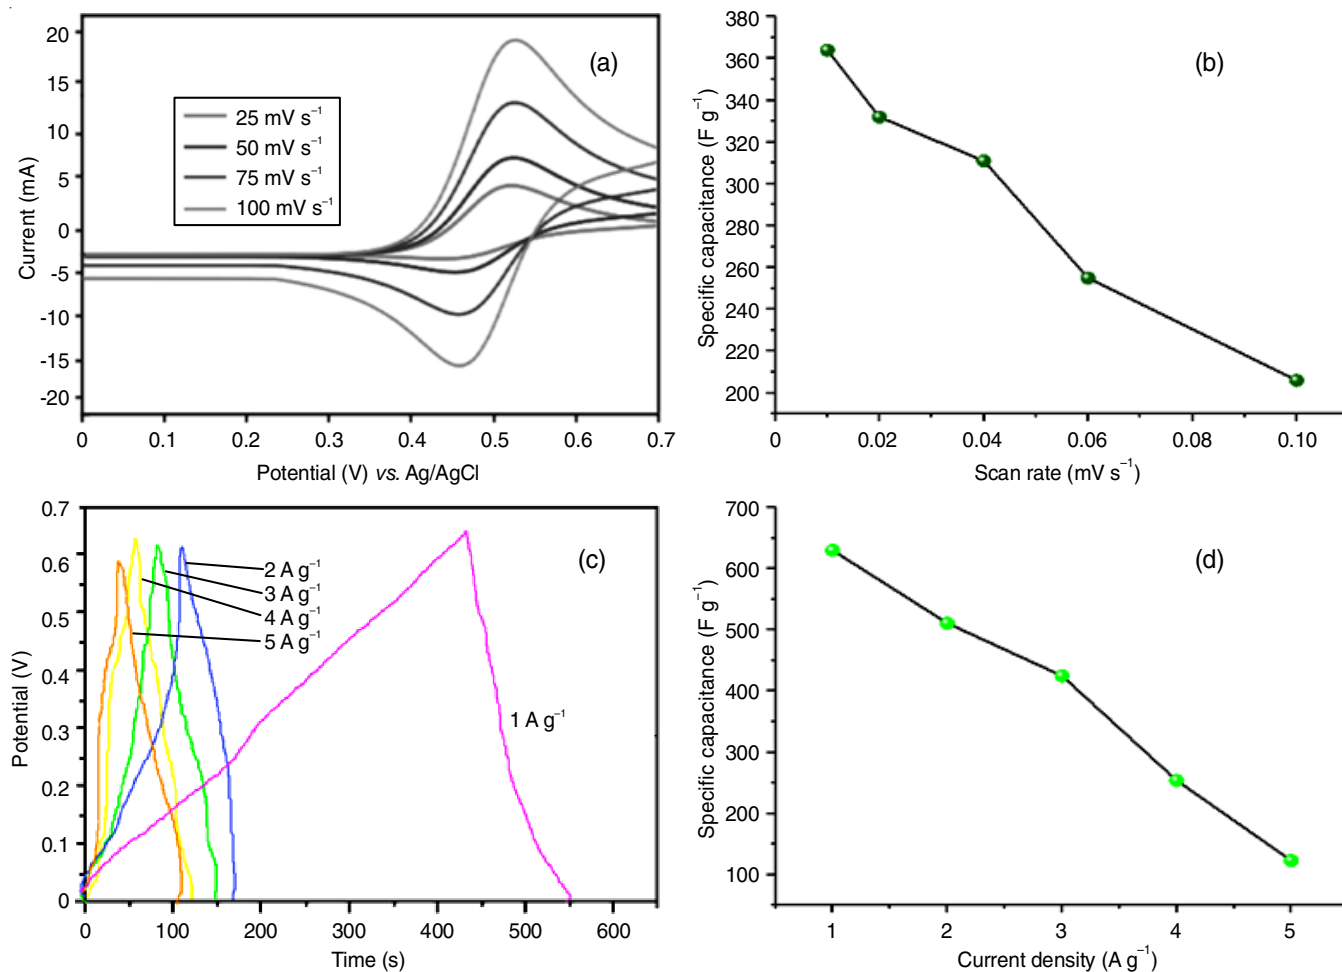 (a)
20
15
10
5
0
-5
-10
-15
-20
Current (mA)
25 mV s⁻¹
50 mV s⁻¹
75 mV s⁻¹
100 mV s⁻¹
0 0.1 0.2 0.3 0.4 0.5 0.6 0.7
Potential (V) vs. Ag/AgCl
(b)
380
360
340
320
300
280
260
240
220
200
Specific capacitance (F g⁻¹)
0 0.02 0.04 0.06 0.08 0.10
Scan rate (mV s⁻¹)
(c)
0.7
0.6
0.5
0.4
0.3
0.2
0.1
0
Potential (V)
2 A g⁻¹
3 A g⁻¹
4 A g⁻¹
5 A g⁻¹
1 A g⁻¹
0 100 200 300 400 500 600
Time (s)
(d)
700
600
500
400
300
200
100
Specific capacitance (F g⁻¹)
1 2 3 4 5
Current density (A g⁻¹)